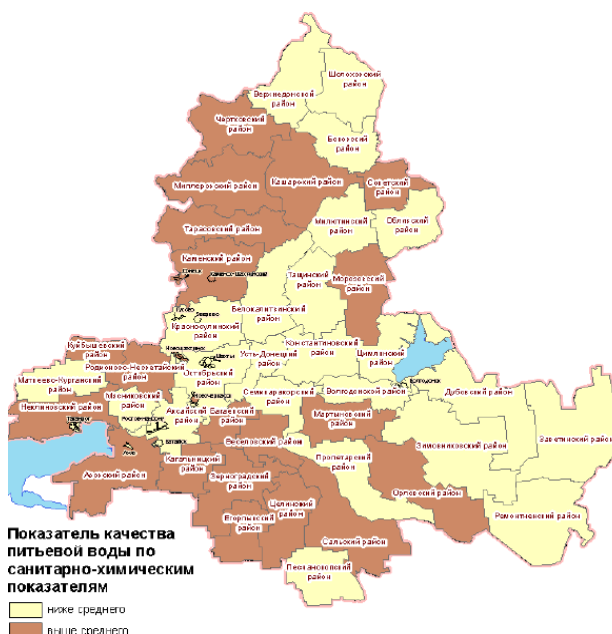 Шолоховский
район
Верхнедонской
район
Чертковский
район
Боковский
район
Миллеровский район
Кашарский район
Советский
район
Тарасовский район
Милютинский
район
Обливский
район
Каменский район
Тацинский
район
Морозовский
район
Белокалитвинский
район
Красносулинский
район
Куйбышевский
район
Родионово-Несветайский
район
Шахты
Усть-Донецкий
район
Константиновский
район
Цимлянский
район
Октябрьский
район
Матвеево-Курганский
район
Мясниковский
район
Неклиновский район
Аксайский
район
Багаевский
район
Семикаракорский
район
Волгодонской район
Волгодонск
Дубовский район
Мартыновский
район
Зимовниковский район
Заветинский район
Веселовский район
Пролетарский
район
Батайск
Азов
Азовский район
Кагальницкий
район
Зерноградский
район
Целинский
район
Орловский район
Ремонтненский район
Егорлыкский
район
Сальский район
Песчанокопский
район
Показатель качества
питьевой воды по
санитарно-химическим
показателям
ниже среднего
выше среднего